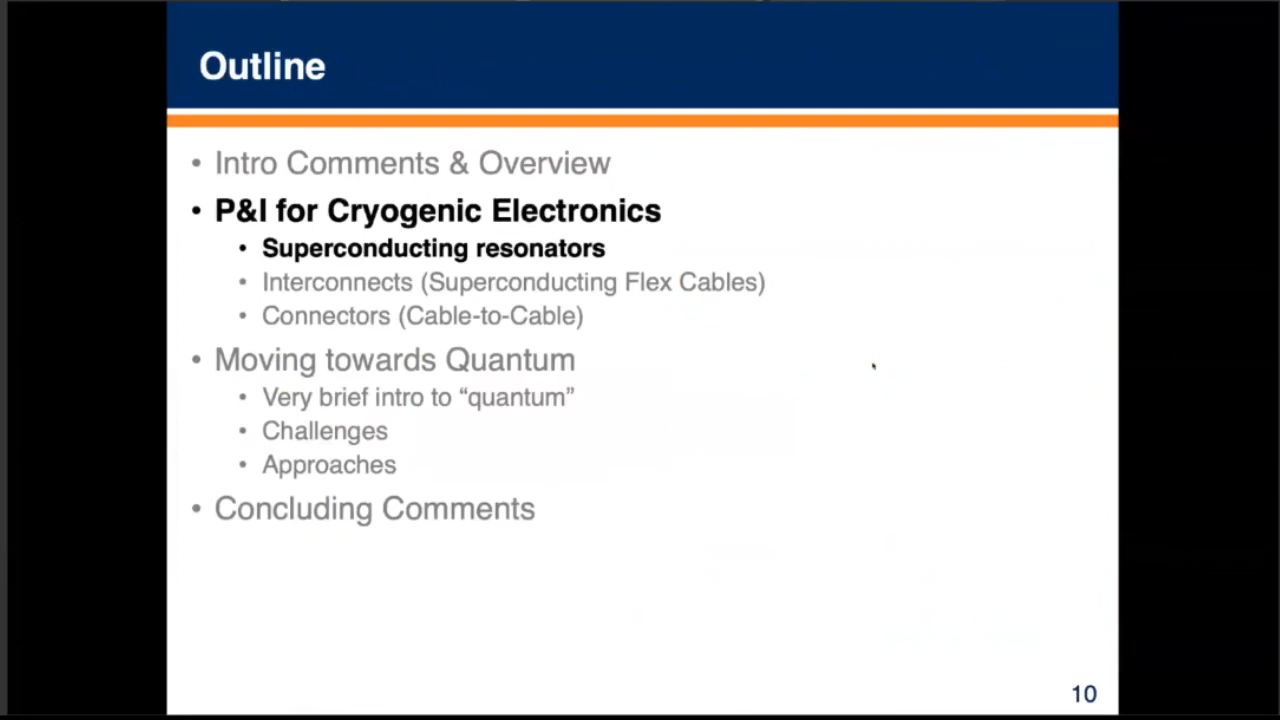 Outline
• Intro Comments & Overview
• P&I for Cryogenic Electronics
• Superconducting resonators
• Interconnects (Superconducting Flex Cables)
• Connectors (Cable-to-Cable)
• Moving towards Quantum
• Very brief intro to “quantum”
• Challenges
• Approaches
• Concluding Comments
10